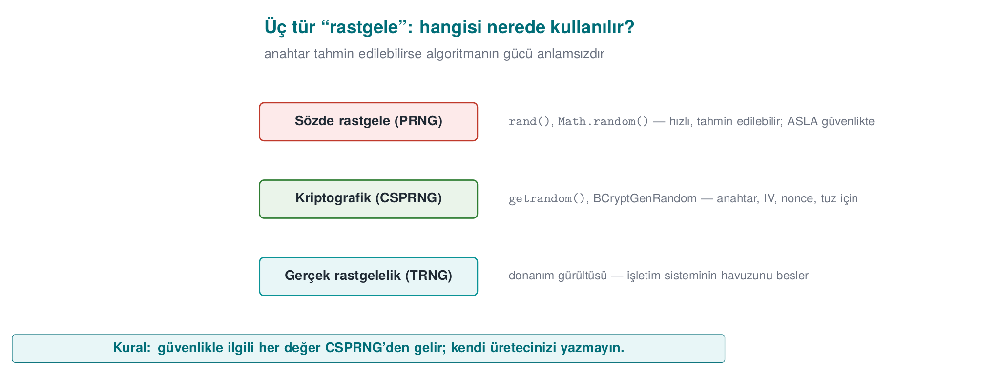 Üç tür “rastgele”: hangisi nerede kullanılır?
anahtar tahmin edilebilirse algoritmanın gücü anlamsızdır
Sözde rastgele (PRNG)
rand(), Math.random() — hızlı, tahmin edilebilir; ASLA güvenlikte
Kriptografik (CSPRNG)
getrandom(), BCryptGenRandom — anahtar, IV, nonce, tuz için
Gerçek rastgelelik (TRNG)
donanım gürültüsü — işletim sisteminin havuzunu besler
Kural: güvenlikle ilgili her değer CSPRNG’den gelir; kendi üretecinizi yazmayın.